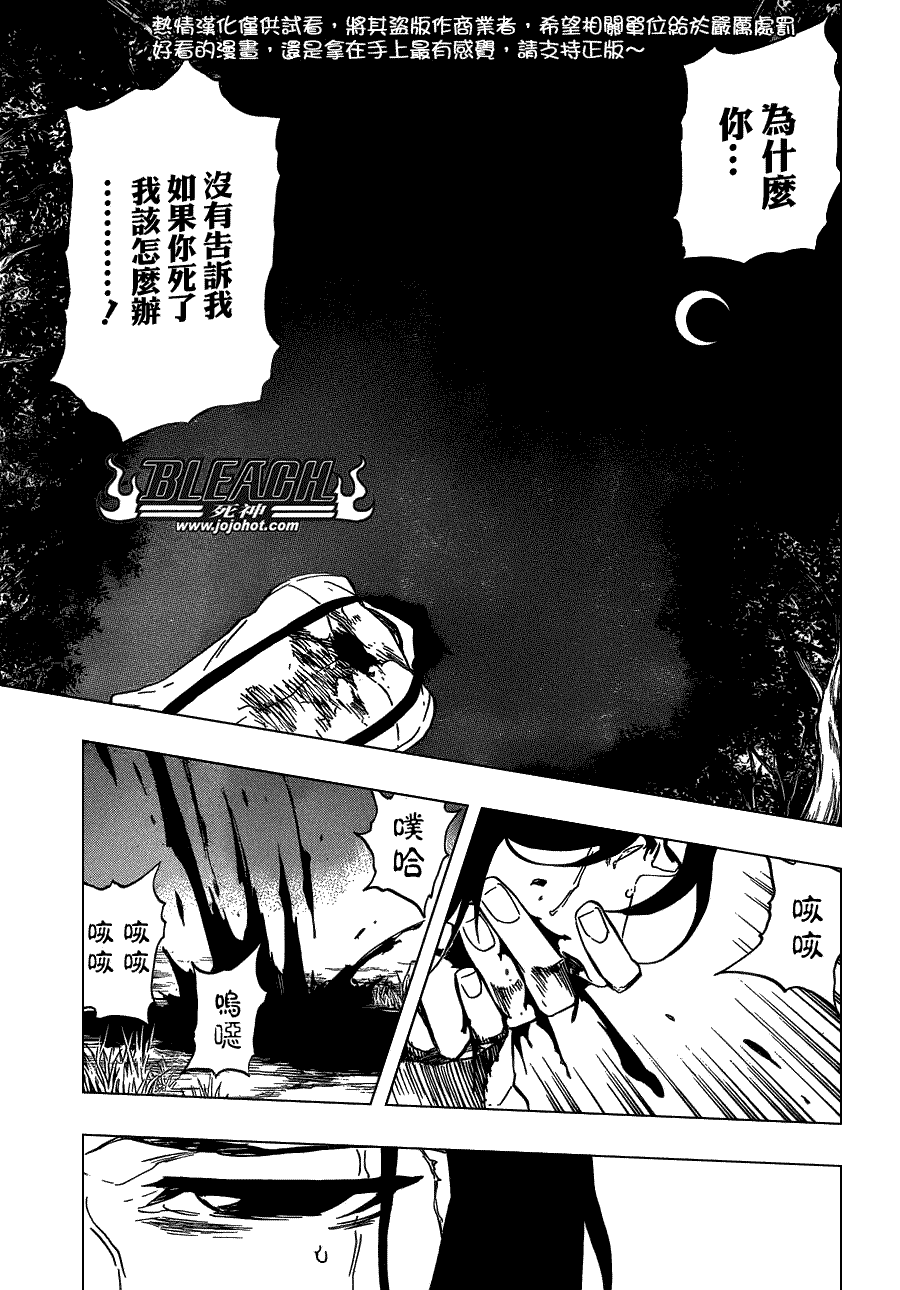 熱情漢化僅供試看，將其盜版作商業者，希望相關單位給於嚴厲處罰
好看的漫畫，還是拿在手上最有感覺，請支持正版～
為什麼
你…
沒有告訴我
如果你死了
我該怎麼辦
…………！
BLEACH
死神
www.jojohot.com
咳咳
噗哈
咳咳
咳咳
嗚噁